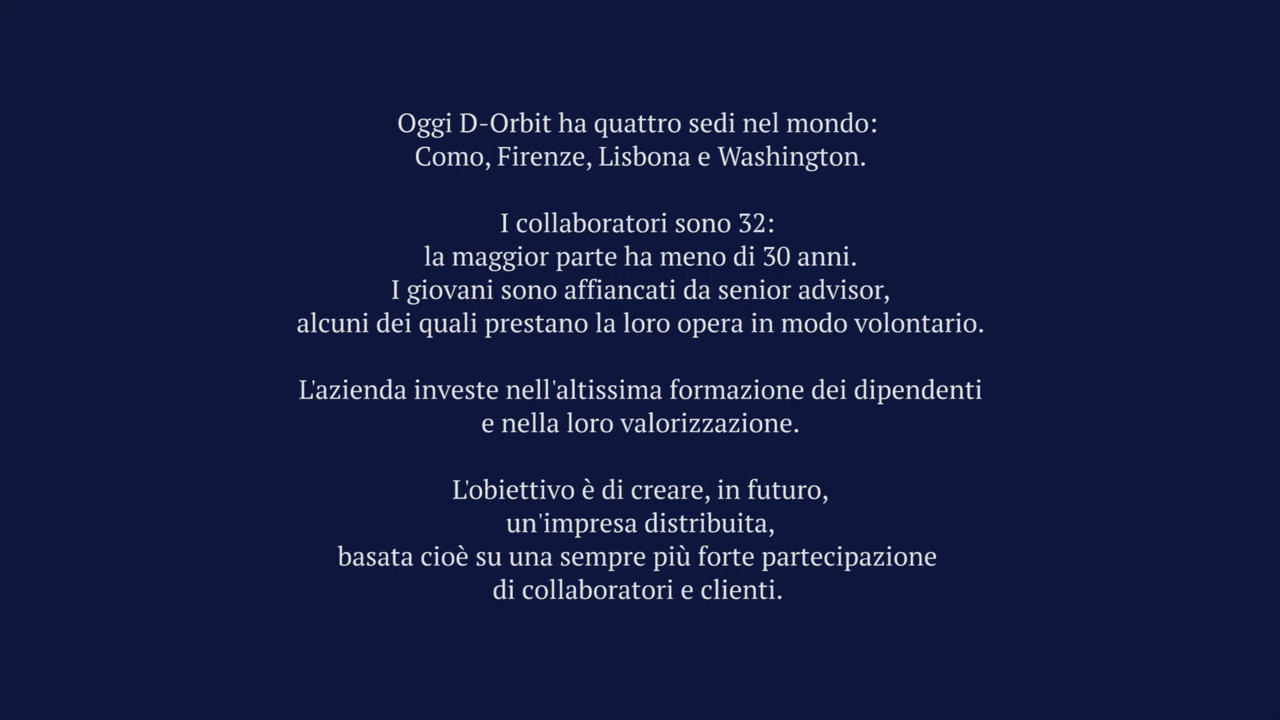 Oggi D-Orbit ha quattro sedi nel mondo:
Como, Firenze, Lisbona e Washington.
I collaboratori sono 32:
la maggior parte ha meno di 30 anni.
I giovani sono affiancati da senior advisor,
alcuni dei quali prestano la loro opera in modo volontario.
L'azienda investe nell'altissima formazione dei dipendenti
e nella loro valorizzazione.
L'obiettivo è di creare, in futuro,
un'impresa distribuita,
basata cioè su una sempre più forte partecipazione
di collaboratori e clienti.